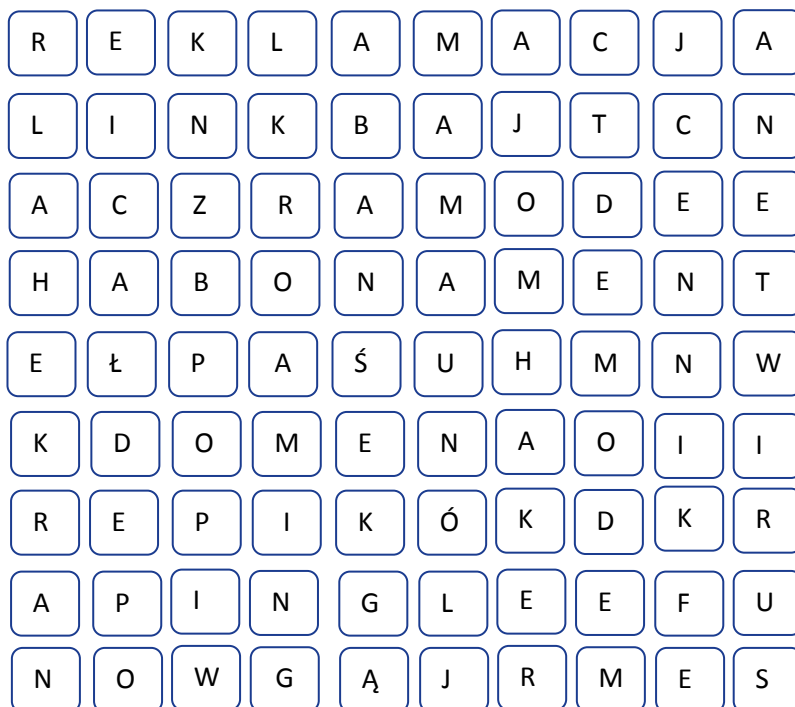 R E K L A M A C J A
L I N K B A J T C N
A C Z R A M O D E E
H A B O N A M E N T
E Ł P A Ś U H M N W
K D O M E N A O I I
R E P I K Ó K D K R
A P I N G L E E F U
N O W G Ą J R M E S